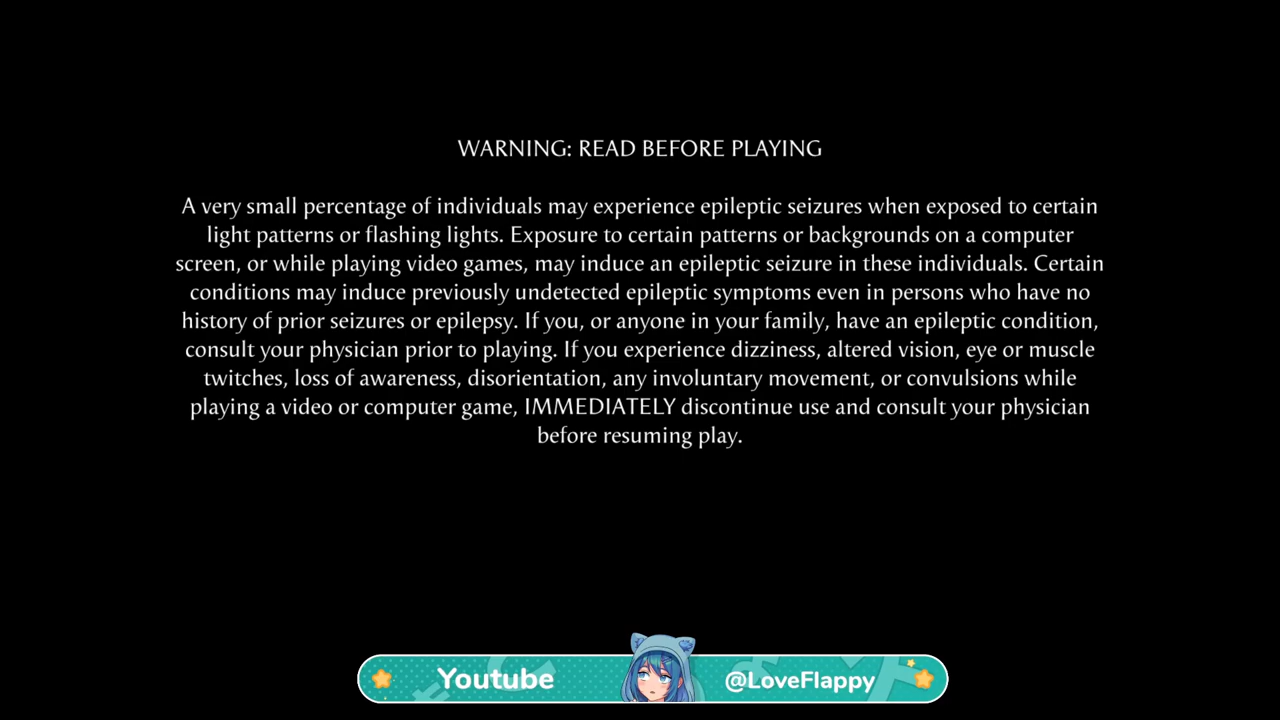 WARNING: READ BEFORE PLAYING
A very small percentage of individuals may experience epileptic seizures when exposed to certain
light patterns or flashing lights. Exposure to certain patterns or backgrounds on a computer
screen, or while playing video games, may induce an epileptic seizure in these individuals. Certain
conditions may induce previously undetected epileptic symptoms even in persons who have no
history of prior seizures or epilepsy. If you, or anyone in your family, have an epileptic condition,
consult your physician prior to playing. If you experience dizziness, altered vision, eye or muscle
twitches, loss of awareness, disorientation, any involuntary movement, or convulsions while
playing a video or computer game, IMMEDIATELY discontinue use and consult your physician
before resuming play.
Youtube @LoveFlappy